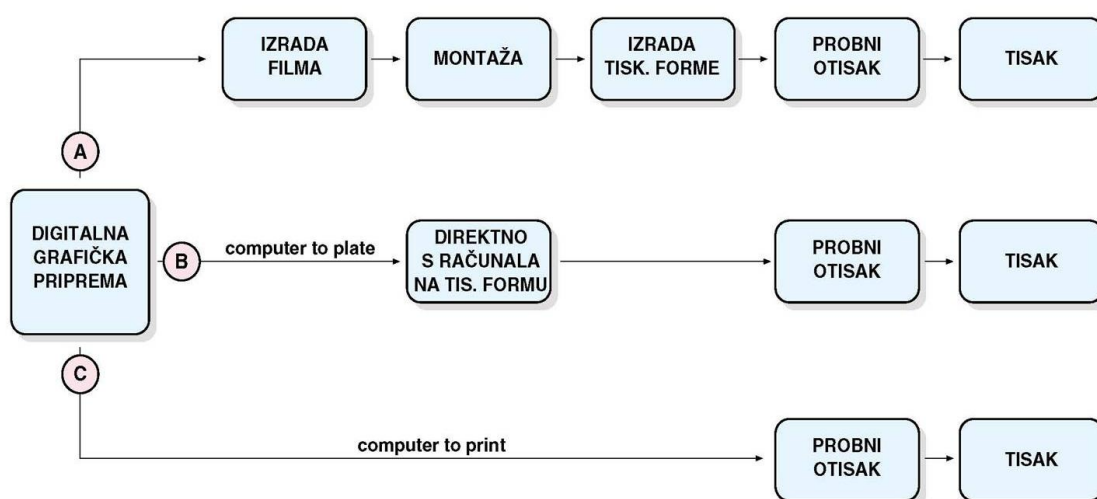 IZRADA
FILMA
MONTAŽA
IZRADA
TISK. FORME
PROBNI
OTISAK
TISAK
A
DIGITALNA
GRAFIČKA
PRIPREMA
B
computer to plate
DIREKTNO
S RAČUNALA
NA TIS. FORMU
PROBNI
OTISAK
TISAK
C
computer to print
PROBNI
OTISAK
TISAK